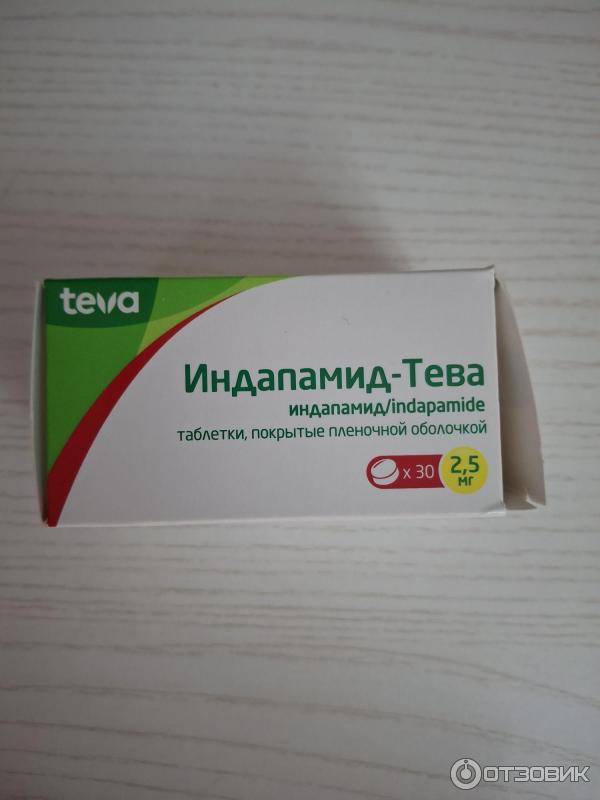 teva
Индапамид-Тева
индапамид/indapamide
таблетки, покрытые пленочной оболочкой
x 30
2,5
мг
ОТЗОВИК